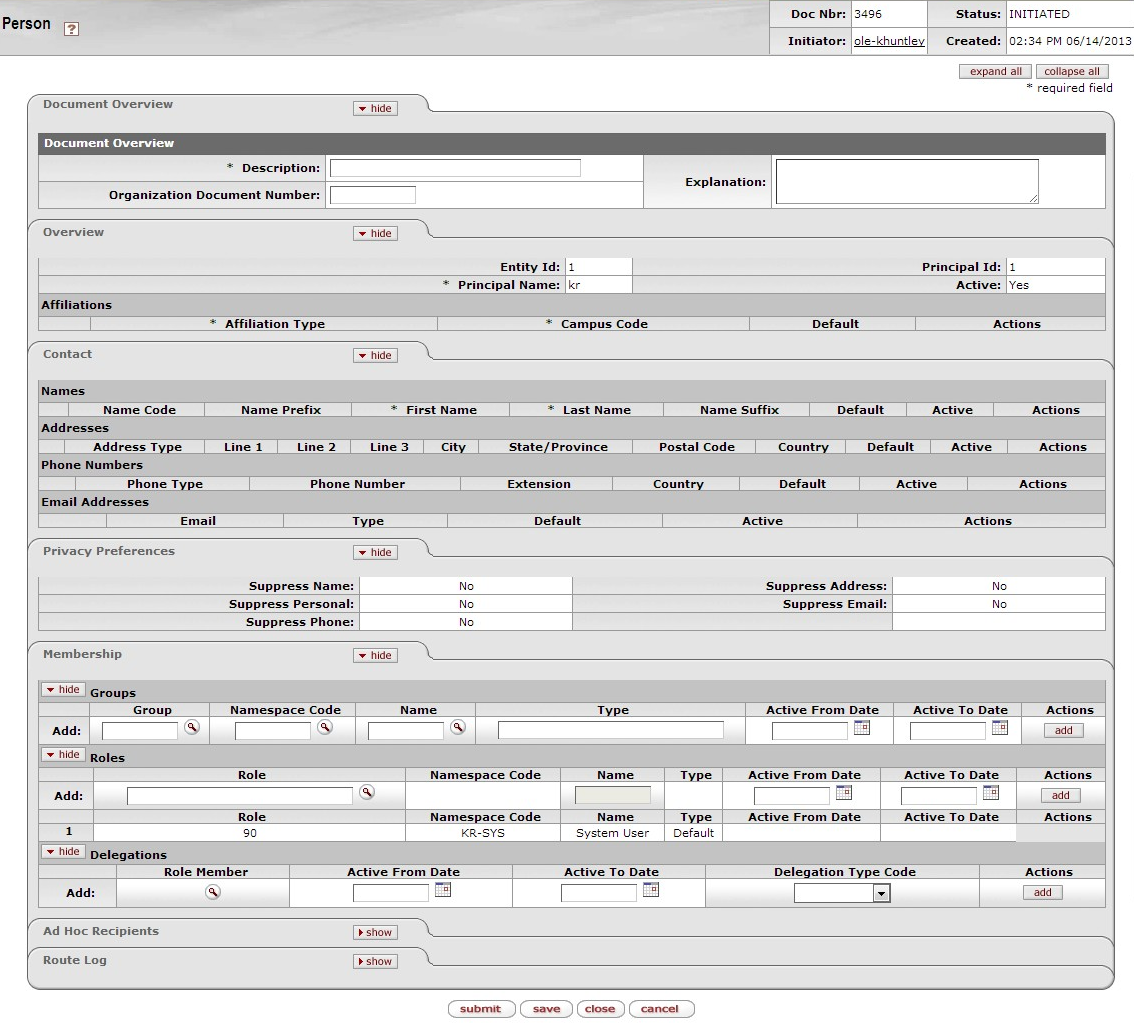 Person ?
Doc Nbr: 3496 Status: INITIATED
Initiator: ole-khuntley Created: 02:34 PM 06/14/2013
expand all collapse all
* required field
Document Overview hide
Document Overview
* Description: Explanation:
Organization Document Number:
Overview hide
Entity Id: 1 Principal Id: 1
* Principal Name: kr Active: Yes
Affiliations
* Affiliation Type * Campus Code Default Actions
Contact hide
Names
Name Code Name Prefix * First Name * Last Name Name Suffix Default Active Actions
Addresses
Address Type Line 1 Line 2 Line 3 City State/Province Postal Code Country Default Active Actions
Phone Numbers
Phone Type Phone Number Extension Country Default Active Actions
Email Addresses
Email Type Default Active Actions
Privacy Preferences hide
Suppress Name: No Suppress Address: No
Suppress Personal: No Suppress Email: No
Suppress Phone: No
Membership hide
hide Groups
Group Namespace Code Name Type Active From Date Active To Date Actions
Add: add
hide Roles
Role Namespace Code Name Type Active From Date Active To Date Actions
Add: add
Role Namespace Code Name Type Active From Date Active To Date Actions
1 90 KR-SYS System User Default
hide Delegations
Role Member Active From Date Active To Date Delegation Type Code Actions
Add: add
Ad Hoc Recipients show
Route Log show
submit save close cancel